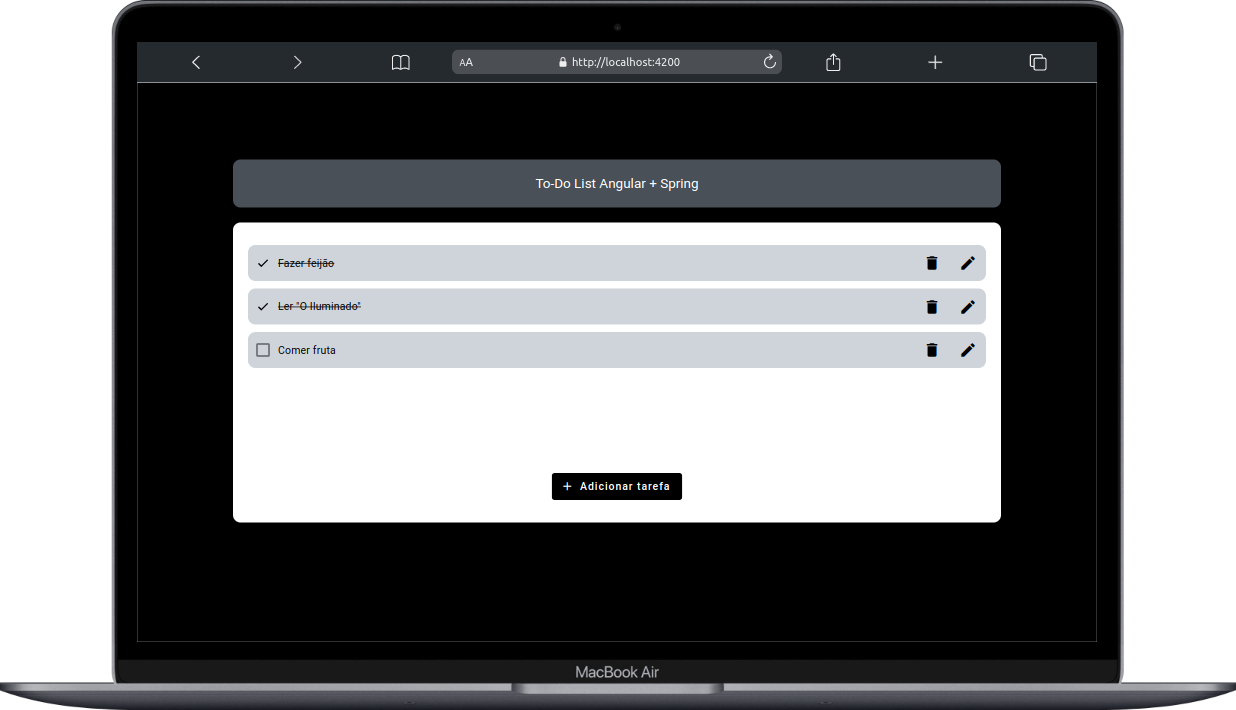 AA
http://localhost:4200
To-Do List Angular + Spring
Fazer feijão
Ler "O Iluminado"
Comer fruta
+ Adicionar tarefa
MacBook Air